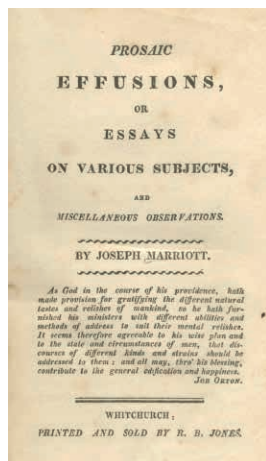 PROSAIC
EFFUSIONS,
OR
ESSAYS
ON VARIOUS SUBJECTS,
AND
MISCELLANEOUS OBSERVATIONS.
BY JOSEPH MARRIOTT.
As God in the course of his providence, hath
made provision for gratifying the different natural
tastes and relishes of mankind, so he hath fur-
nished his ministers with different abilities and
methods of address to suit their mental relishes.
It seems therefore agreeable to his wise plan and
to the state and circumstances of men, that dis-
courses of different kinds and strains should be
addressed to them: and all may, thro' his blessing,
contribute to the general edification and happiness.
JOB ORTON.
WHITCHURCH:
PRINTED AND SOLD BY R. B. JONES.